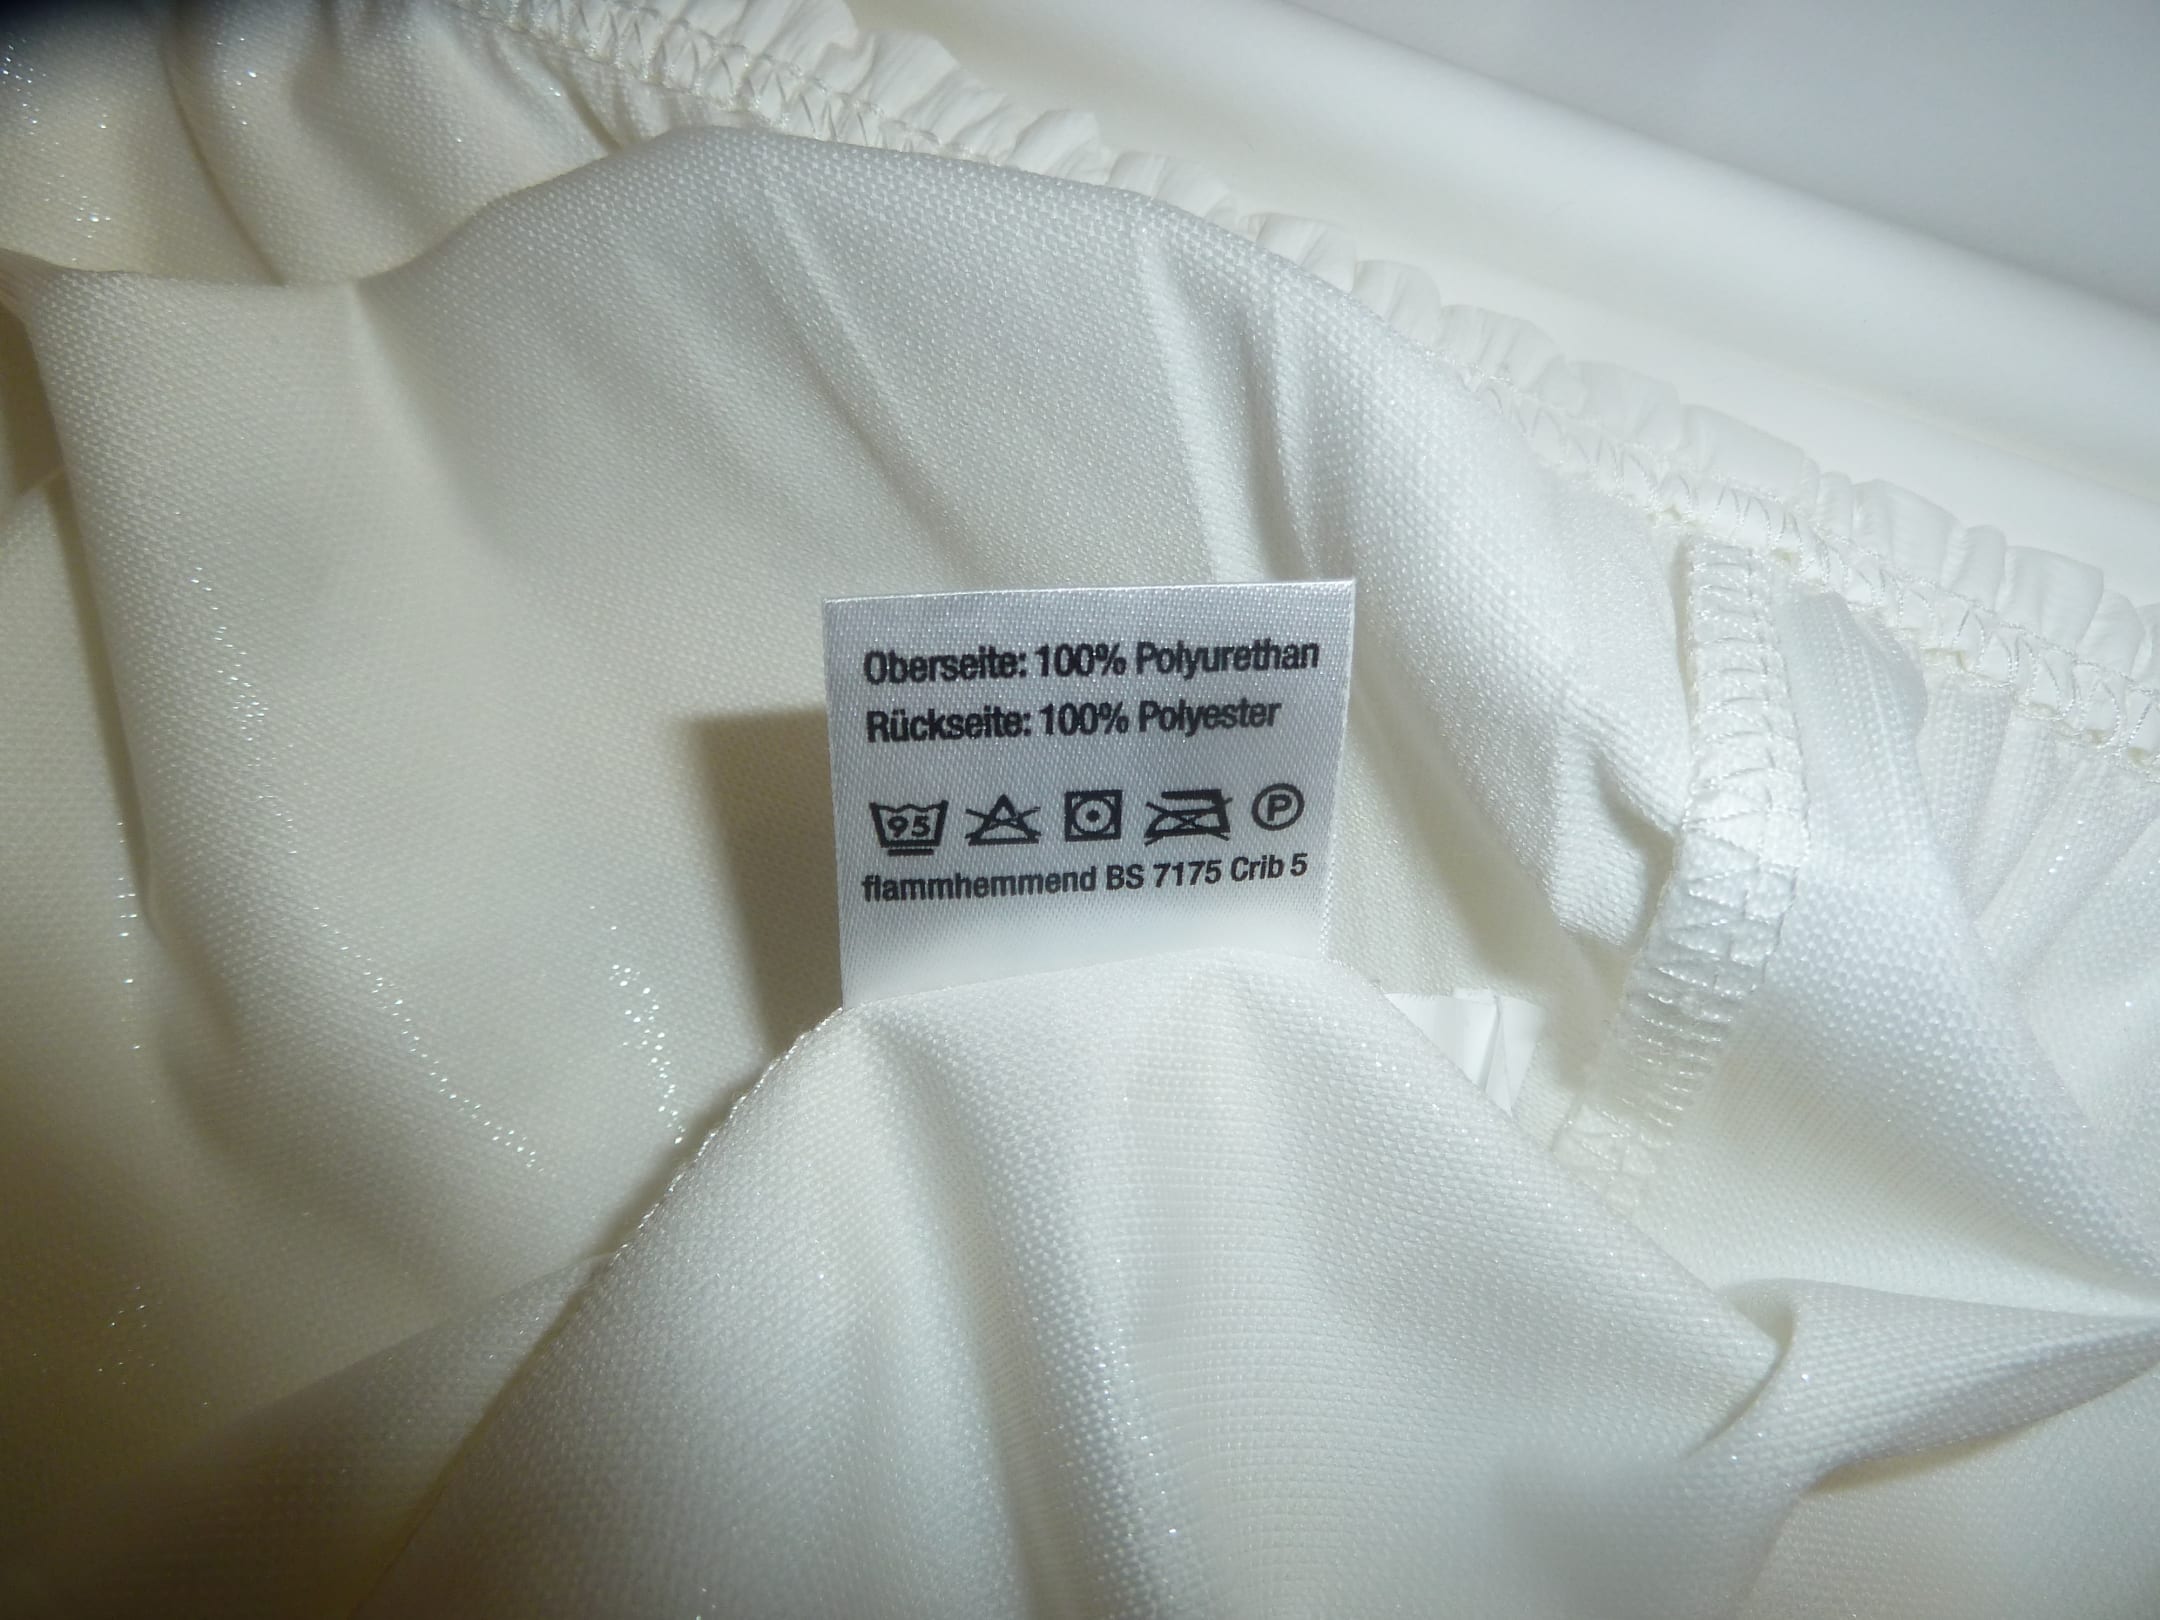 Oberseite: 100% Polyurethan
Rückseite: 100% Polyester
95 P
flammhemmend BS 7175 Crib 5